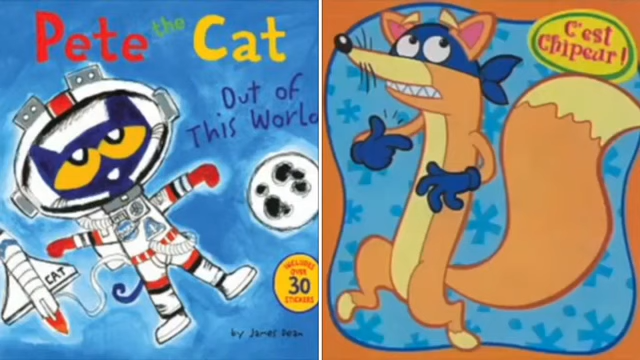 Pete the Cat
Out of
This World
CAT
INCLUDES
OVER
30
STICKERS
by James Dean
C'est
Chipeur !